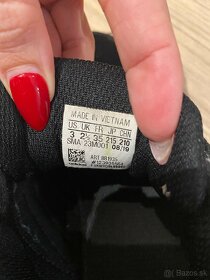 MADE IN VIETNAM
US UK FR JP CHN
3 2½ 35 215 210
SMA 23M001 08/19
ART
bazos.sk